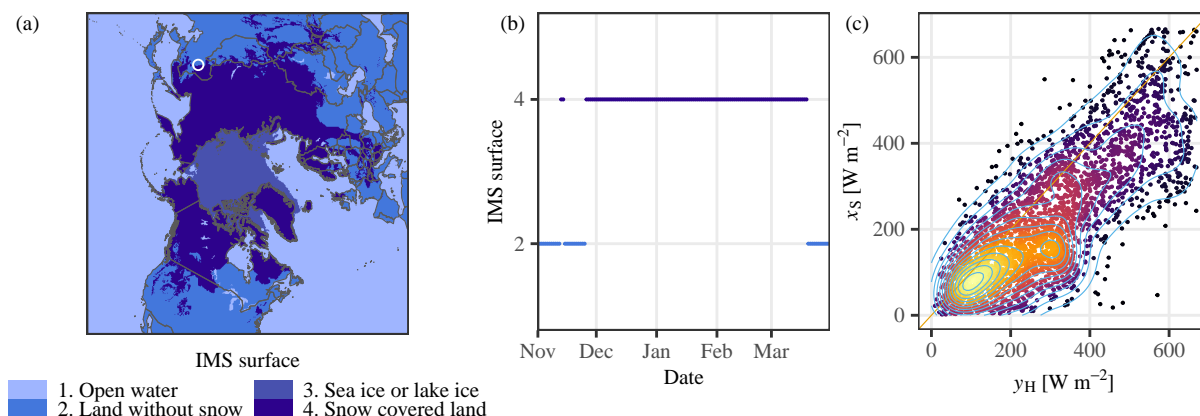 (a)
IMS surface
1. Open water
2. Land without snow
3. Sea ice or lake ice
4. Snow covered land
(b)
IMS surface
4
2
Nov Dec Jan Feb Mar
Date
(c)
x_S [W m⁻²]
600
400
200
0
0 200 400 600
y_H [W m⁻²]